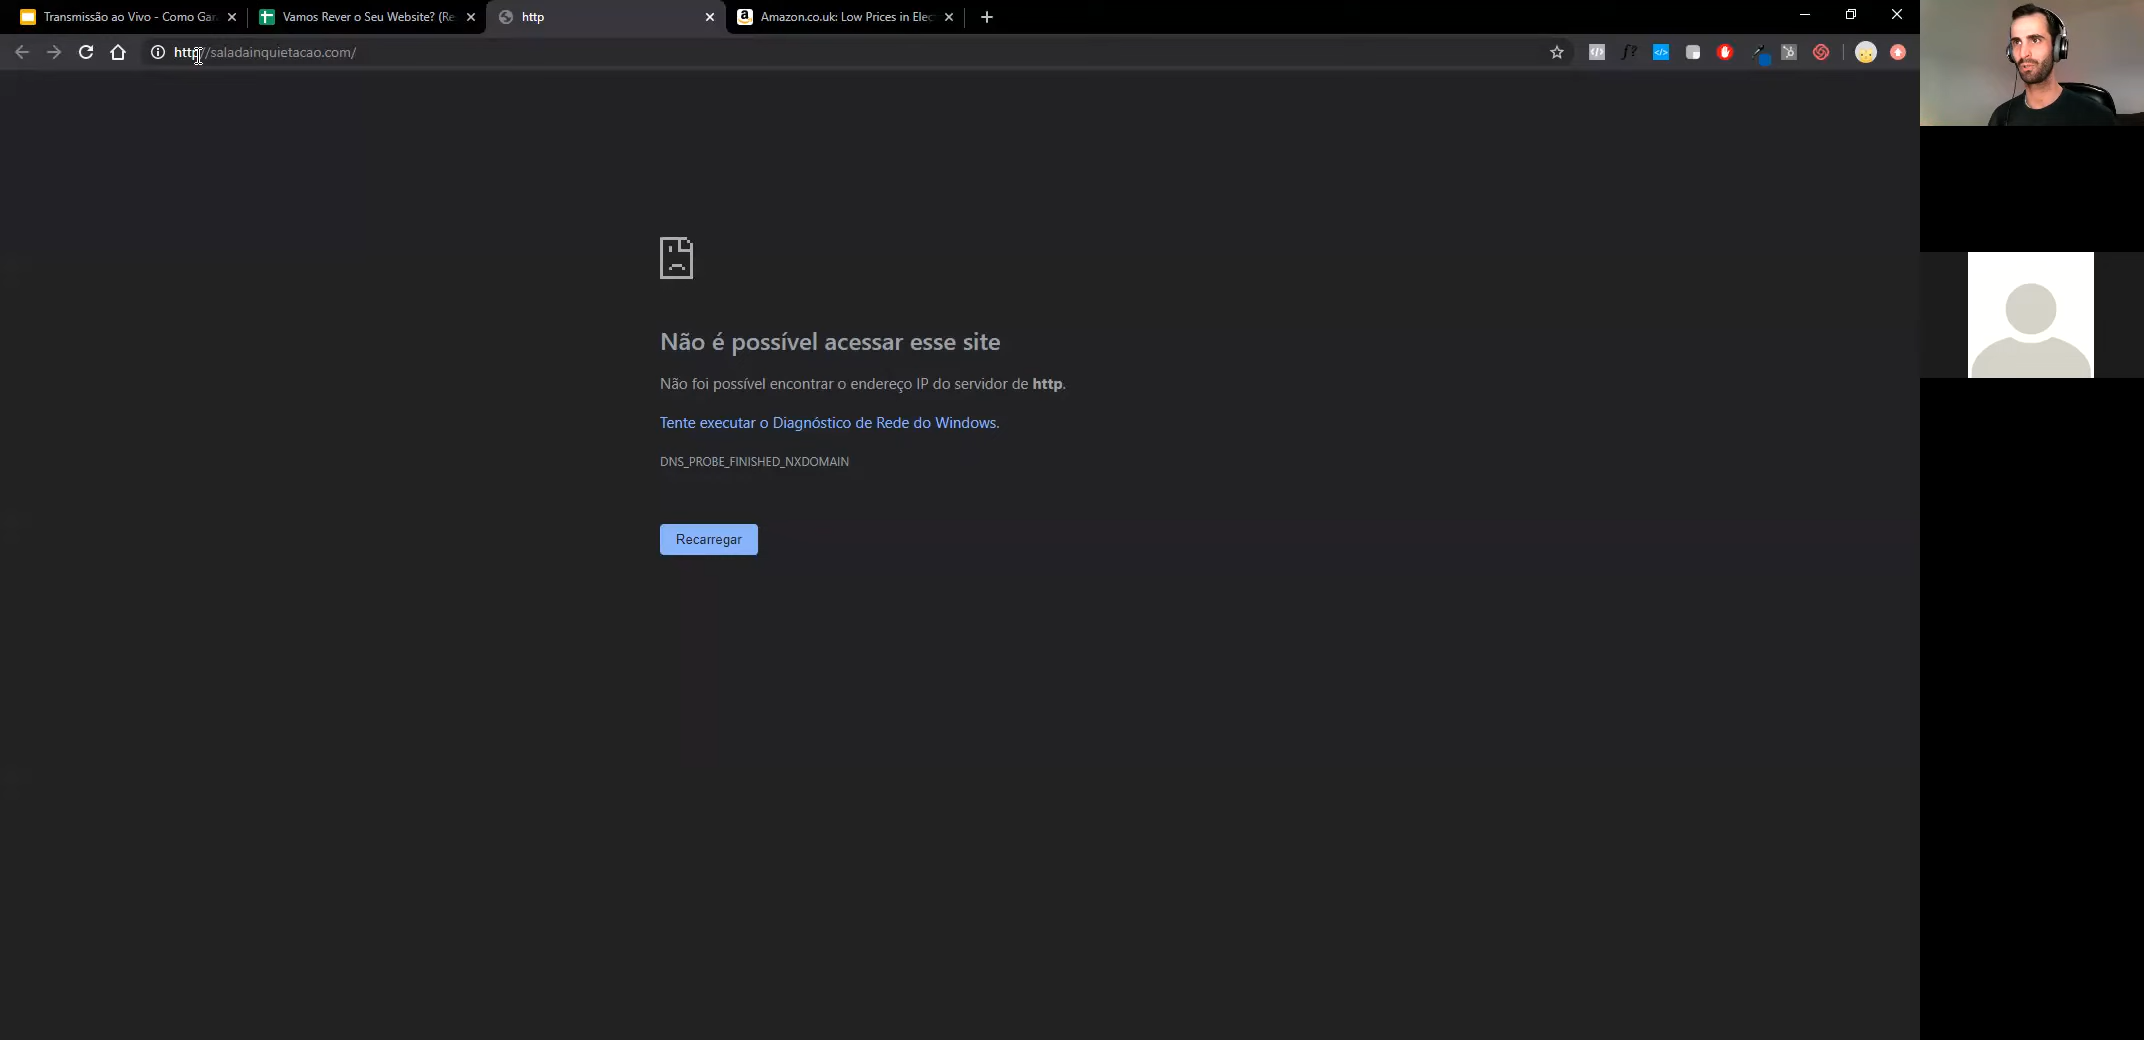 Transmissão ao Vivo - Como Gar
Vamos Rever o Seu Website? (Re
http
Amazon.co.uk: Low Prices in Elec
http//saladainquietacao.com/
Não é possível acessar esse site
Não foi possível encontrar o endereço IP do servidor de http.
Tente executar o Diagnóstico de Rede do Windows.
DNS_PROBE_FINISHED_NXDOMAIN
Recarregar